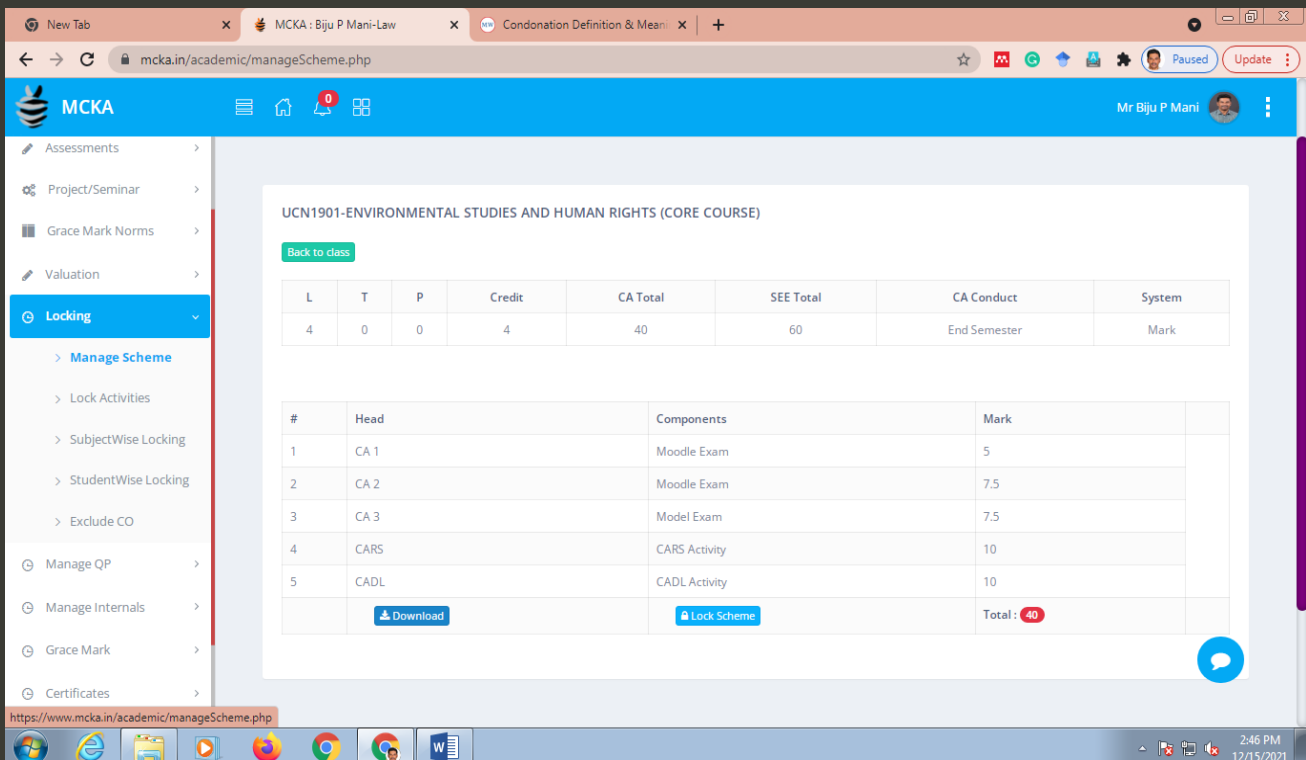 New Tab
MCKA : Biju P Mani-Law
Condonation Definition & Meani
mcka.in/academic/manageScheme.php
Paused
Update
MCKA
0
Mr Biju P Mani
Assessments
Project/Seminar
Grace Mark Norms
Valuation
Locking
Manage Scheme
Lock Activities
SubjectWise Locking
StudentWise Locking
Exclude CO
Manage QP
Manage Internals
Grace Mark
Certificates
UCN1901-ENVIRONMENTAL STUDIES AND HUMAN RIGHTS (CORE COURSE)
Back to class
L T P Credit CA Total SEE Total CA Conduct System
4 0 0 4 40 60 End Semester Mark
# Head Components Mark
1 CA 1 Moodle Exam 5
2 CA 2 Moodle Exam 7.5
3 CA 3 Model Exam 7.5
4 CARS CARS Activity 10
5 CADL CADL Activity 10
Download Lock Scheme Total : 40
https://www.mcka.in/academic/manageScheme.php
2:46 PM
12/15/2021